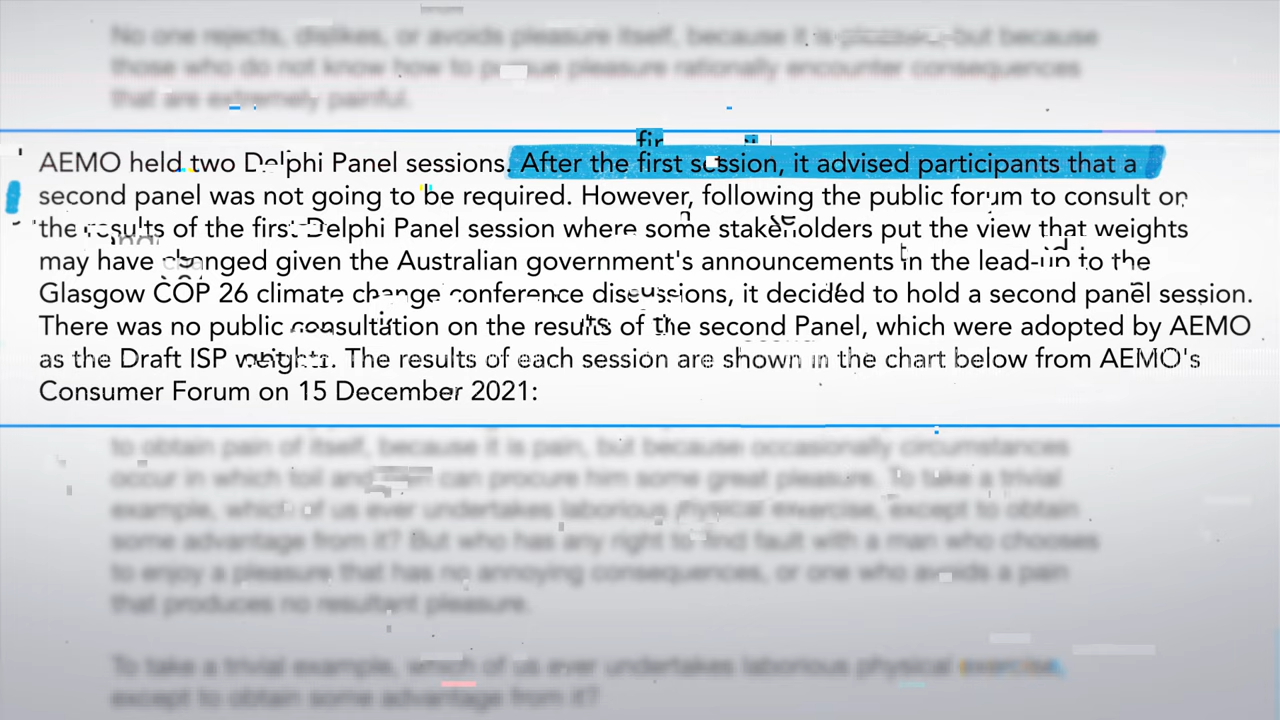 No one rejects, dislikes, or avoids pleasure itself, because it is pleasure, but because
those who do not know how to pursue pleasure rationally encounter consequences
that are extremely painful.
AEMO held two Delphi Panel sessions. After the first session, it advised participants that a
second panel was not going to be required. However, following the public forum to consult on
the results of the first Delphi Panel session where some stakeholders put the view that weights
may have changed given the Australian government's announcements in the lead-up to the
Glasgow COP 26 climate change conference discussions, it decided to hold a second panel session.
There was no public consultation on the results of the second Panel, which were adopted by AEMO
as the Draft ISP weights. The results of each session are shown in the chart below from AEMO's
Consumer Forum on 15 December 2021:
to obtain pain of itself, because it is pain, but because occasionally circumstances
occur in which toil and pain can procure him some great pleasure. To take a trivial
example, which of us ever undertakes laborious physical exercise, except to obtain
some advantage from it? But who has any right to find fault with a man who chooses
to enjoy a pleasure that has no annoying consequences, or one who avoids a pain
that produces no resultant pleasure.
To take a trivial example, which of us ever undertakes laborious physical exercise,
except to obtain some advantage from it?